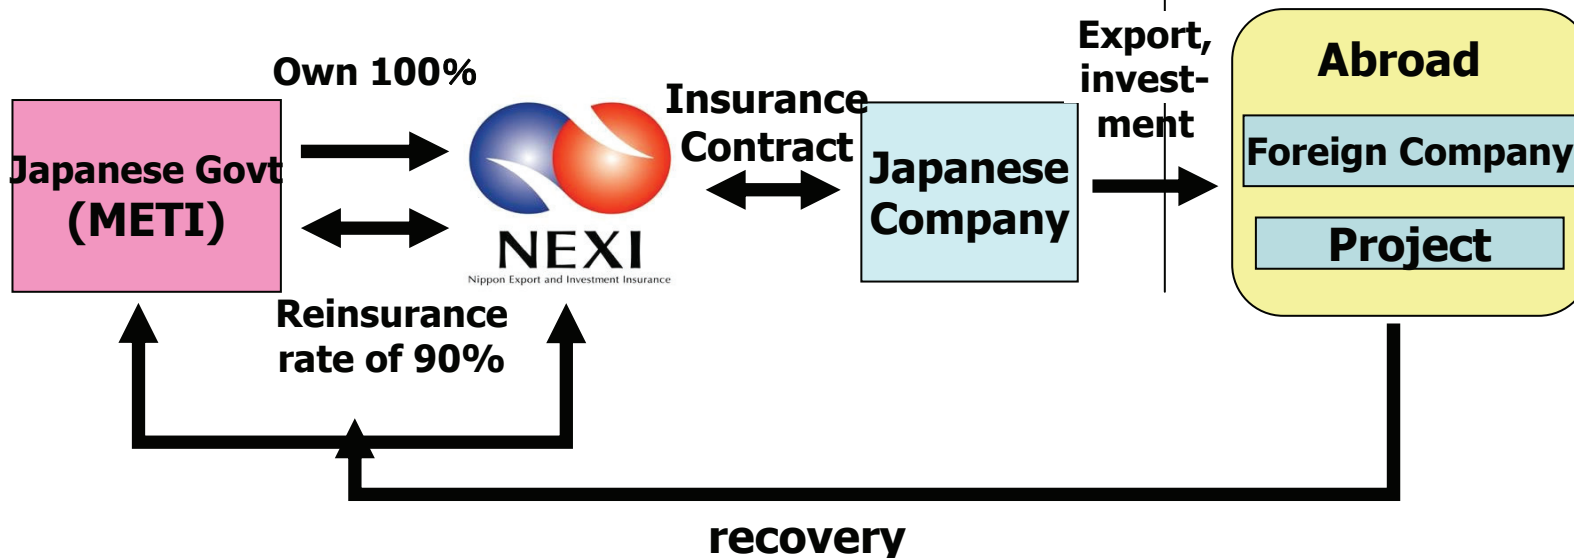 Own 100%
Japanese Govt
(METI)
Reinsurance
rate of 90%
NEXI
Nippon Export and Investment Insurance
Insurance
Contract
Japanese
Company
Export,
invest-
ment
Abroad
Foreign Company
Project
recovery